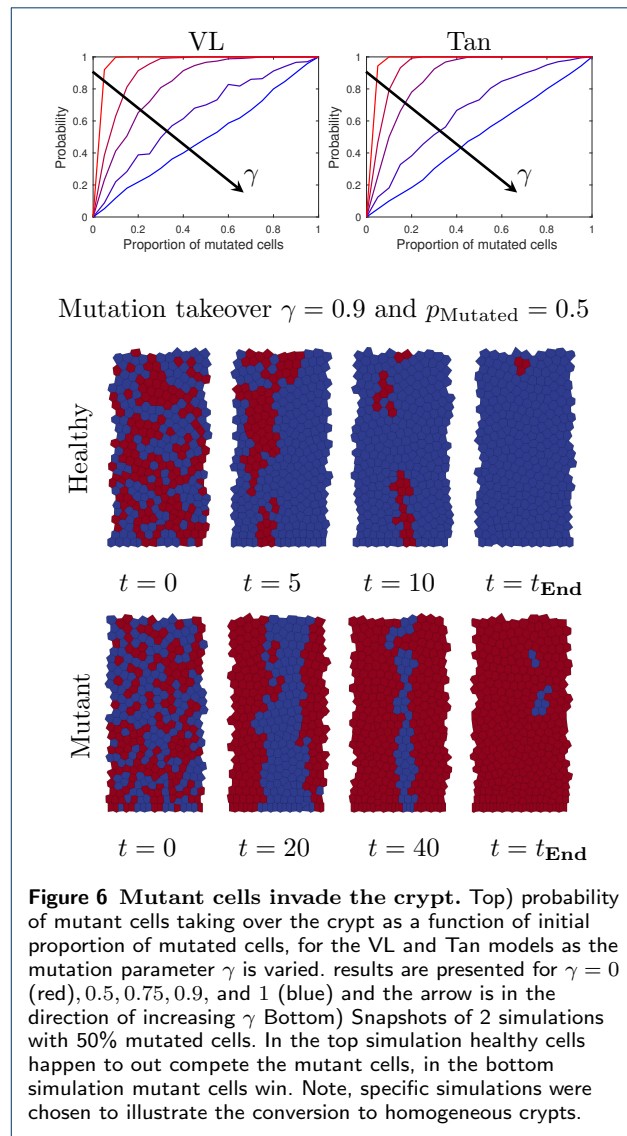 VL
Tan
1
0.8
0.6
0.4
0.2
0
Probability
γ
0 0.2 0.4 0.6 0.8 1
Proportion of mutated cells
1
0.8
0.6
0.4
0.2
0
Probability
γ
0 0.2 0.4 0.6 0.8 1
Proportion of mutated cells
Mutation takeover γ = 0.9 and pMutated = 0.5
Healthy
t = 0 t = 5 t = 10 t = tEnd
Mutant
t = 0 t = 20 t = 40 t = tEnd
Figure 6 Mutant cells invade the crypt. Top) probability
of mutant cells taking over the crypt as a function of initial
proportion of mutated cells, for the VL and Tan models as the
mutation parameter γ is varied. results are presented for γ = 0
(red), 0.5, 0.75, 0.9, and 1 (blue) and the arrow is in the
direction of increasing γ Bottom) Snapshots of 2 simulations
with 50% mutated cells. In the top simulation healthy cells
happen to out compete the mutant cells, in the bottom
simulation mutant cells win. Note, specific simulations were
chosen to illustrate the conversion to homogeneous crypts.